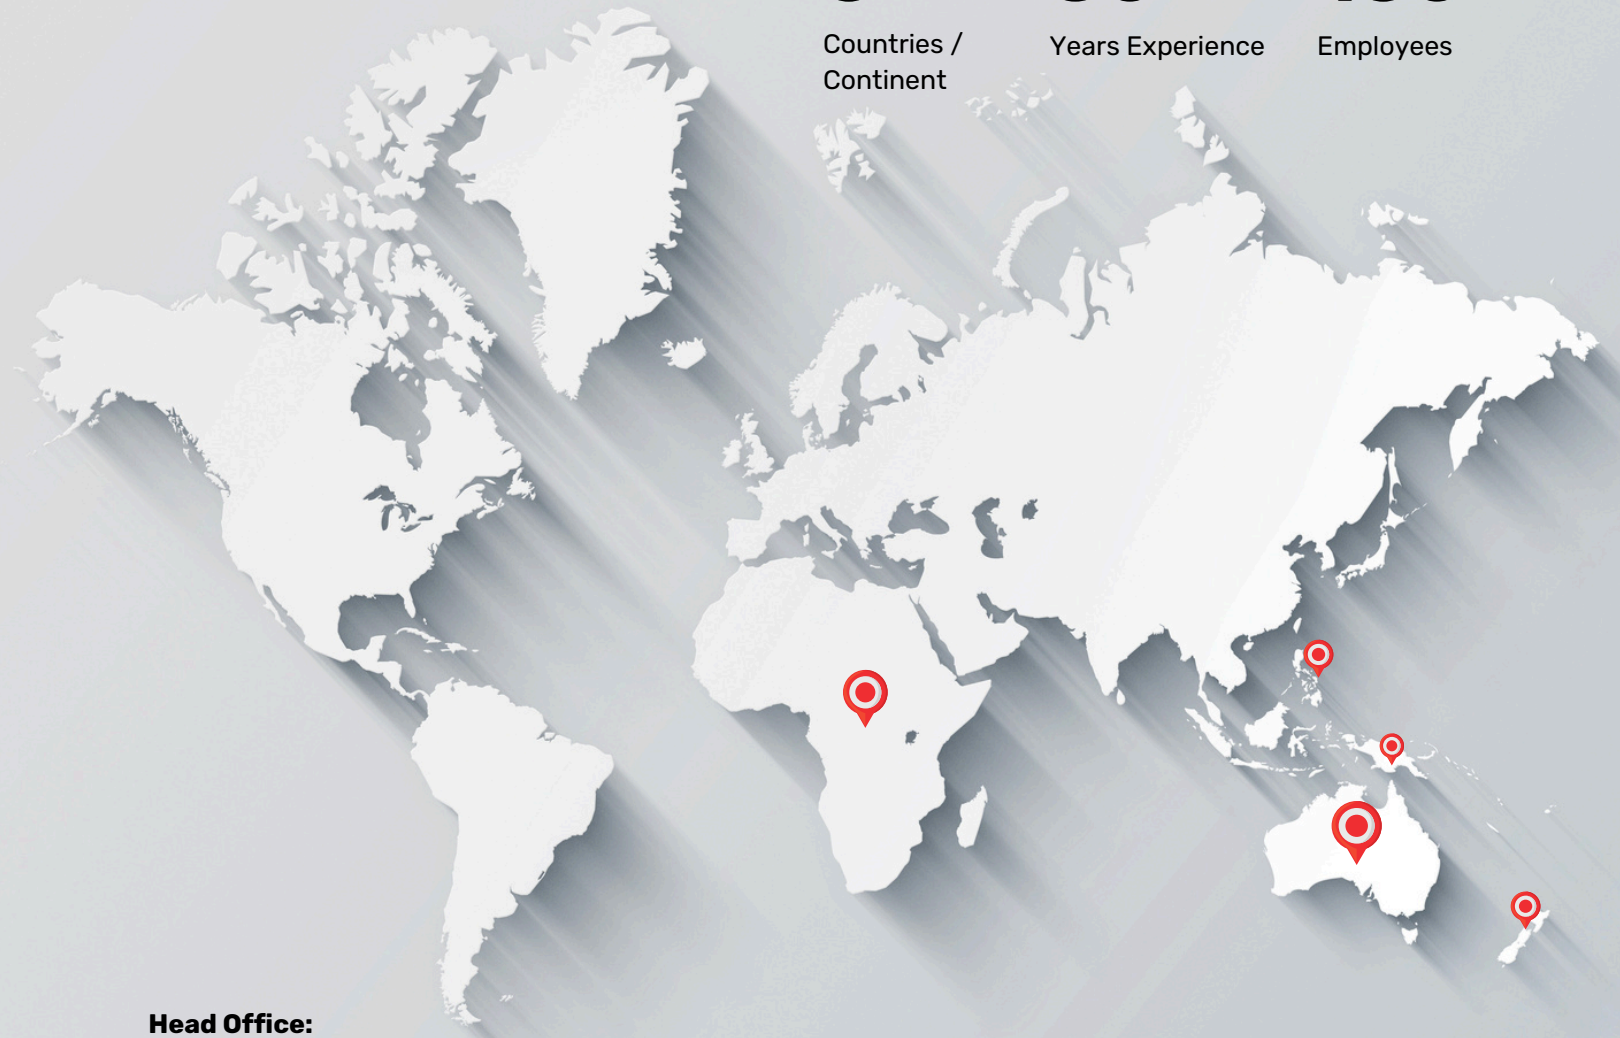 Countries /
Continent
Years Experience
Employees
Head Office: